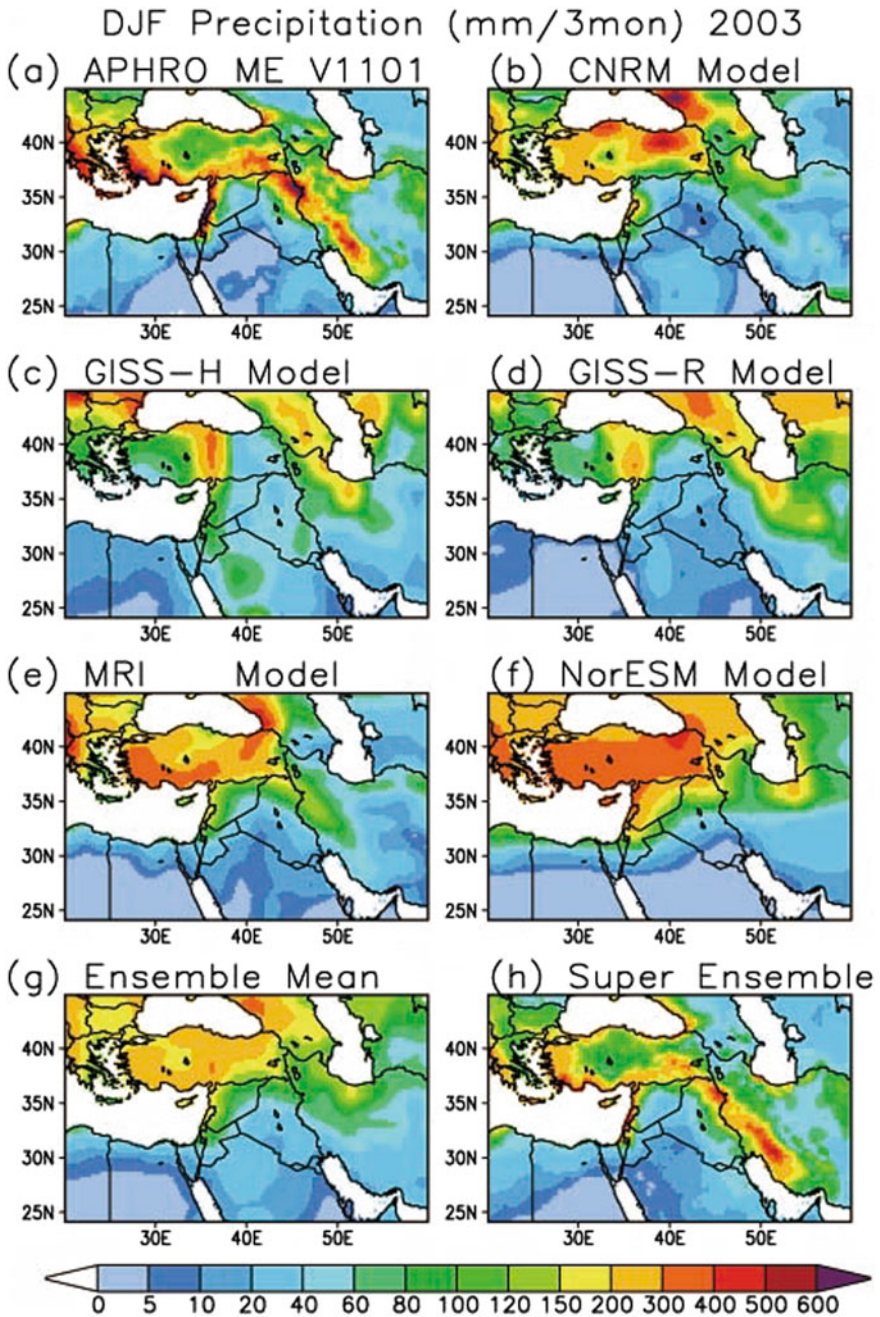 DJF Precipitation (mm/3mon) 2003
(a) APHRO ME V1101
(b) CNRM Model
40N
35N
30N
25N
30E 40E 50E
40N
35N
30N
25N
30E 40E 50E
(c) GISS-H Model
(d) GISS-R Model
40N
35N
30N
25N
30E 40E 50E
40N
35N
30N
25N
30E 40E 50E
(e) MRI Model
(f) NorESM Model
40N
35N
30N
25N
30E 40E 50E
40N
35N
30N
25N
30E 40E 50E
(g) Ensemble Mean
(h) Super Ensemble
40N
35N
30N
25N
30E 40E 50E
40N
35N
30N
25N
30E 40E 50E
0 5 10 20 40 60 80 100 120 150 200 300 400 500 600